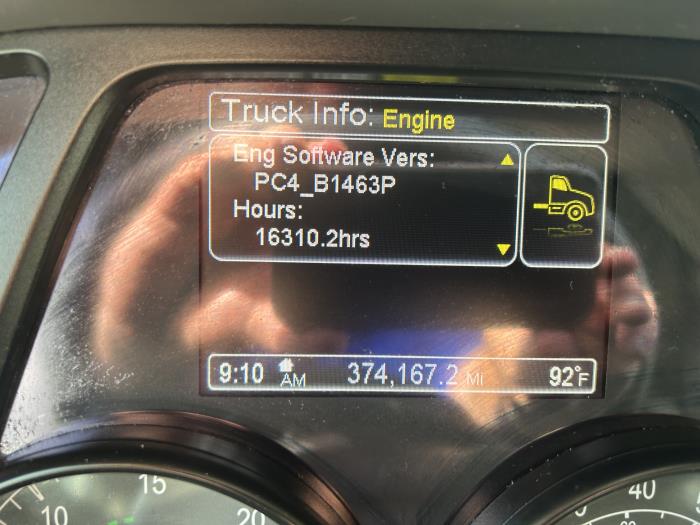 Truck Info: Engine
Eng Software Vers:
PC4_B1463P
Hours:
16310.2hrs
9:10 AM 374,167.2 MI 92°F
15
10 20
40